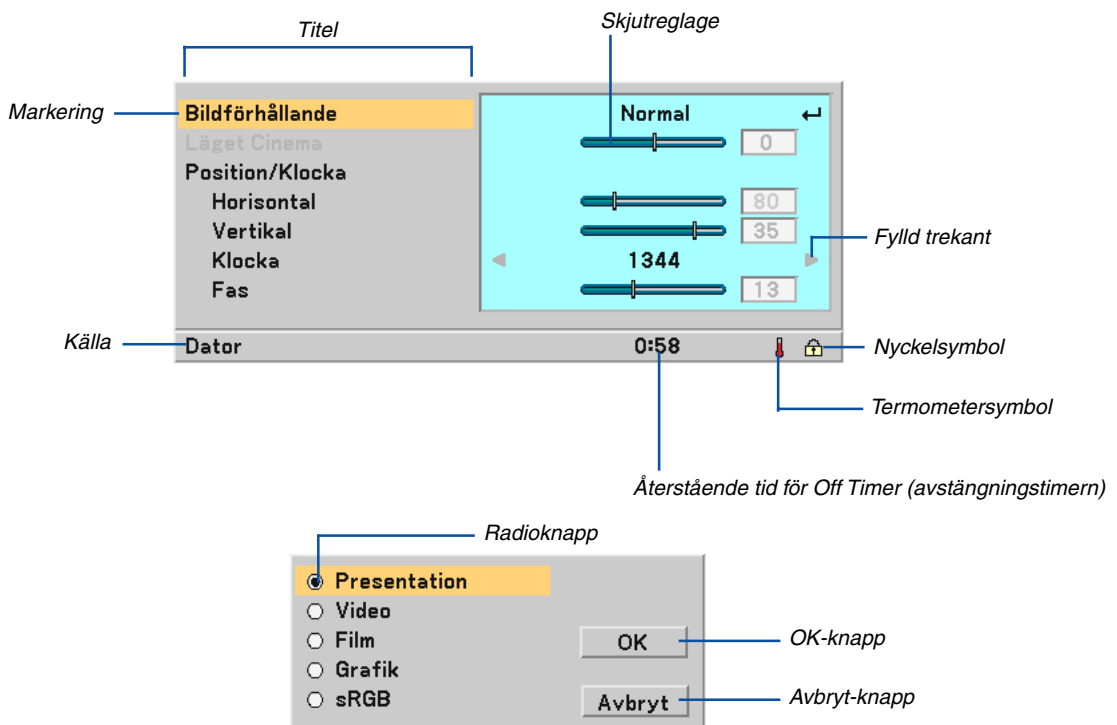 Titel
Skjutreglage
Markering
Bildförhållande
Normal
Läget Cinema
0
Position/Klocka
Horisontal
80
Vertikal
35
Fylld trekant
Klocka
1344
Fas
13
Källa
Dator
0:58
Nyckelsymbol
Termometersymbol
Återstående tid för Off Timer (avstängningstimern)
Radioknapp
Presentation
Video
Film
OK
OK-knapp
Grafik
sRGB
Avbryt
Avbryt-knapp